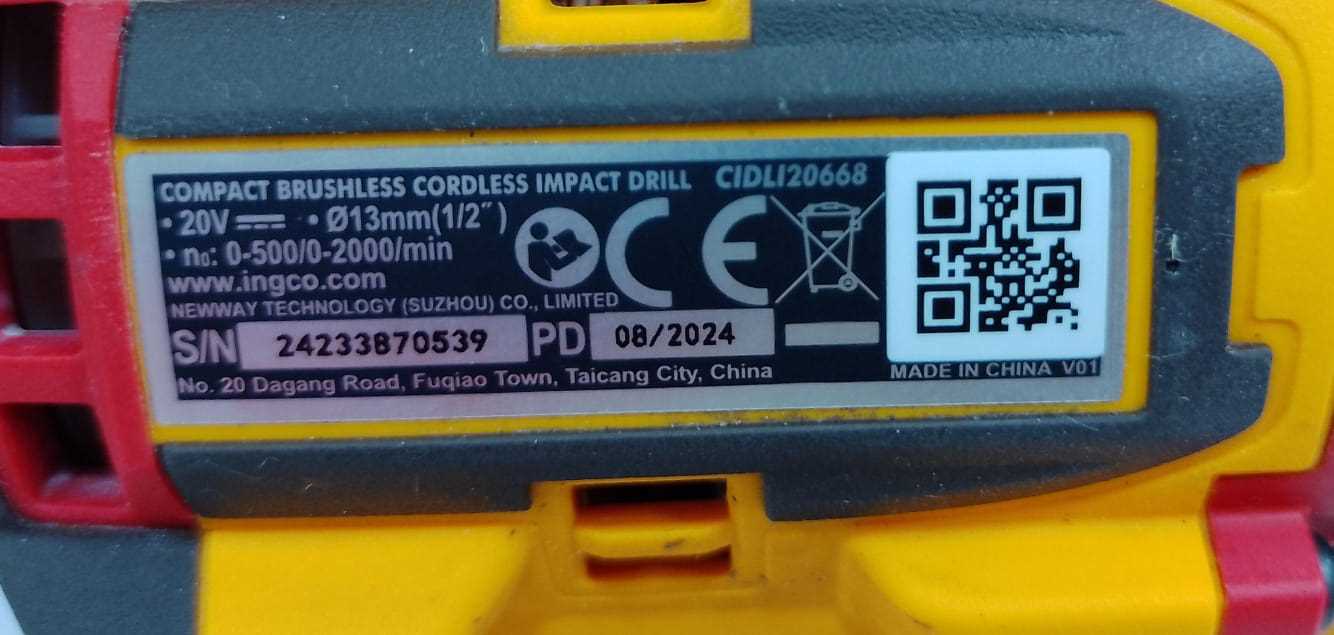 COMPACT BRUSHLESS CORDLESS IMPACT DRILL CIDLI20668
• 20V ⎓ • Ø13mm(1/2″)
• n₀: 0-500/0-2000/min
www.ingco.com
NEWWAY TECHNOLOGY (SUZHOU) CO., LIMITED
CE
S/N 24233870539 PD 08/2024
No. 20 Dagang Road, Fuqiao Town, Taicang City, China
MADE IN CHINA V01